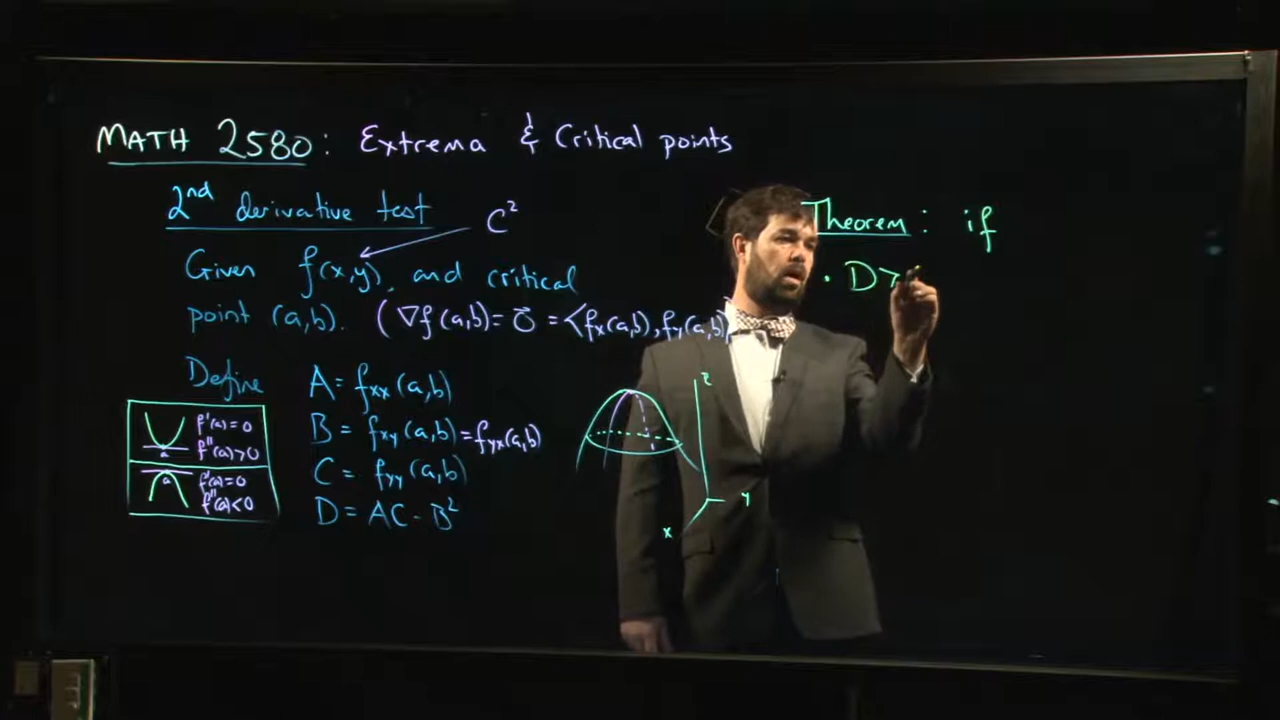 MATH 2580: Extrema & Critical points
2nd derivative test
C²
Given f(x,y), and critical
point (a,b). (∇f(a,b)=0⃗ = <fx(a,b), fy(a,b)
Define
A = fxx(a,b)
B = fxy(a,b) = fyx(a,b)
C = fyy(a,b)
D = AC - B²
f'(a)=0
f''(a)>0
a
a
f'(a)=0
f''(a)<0
z
y
x
Theorem: if
· D>